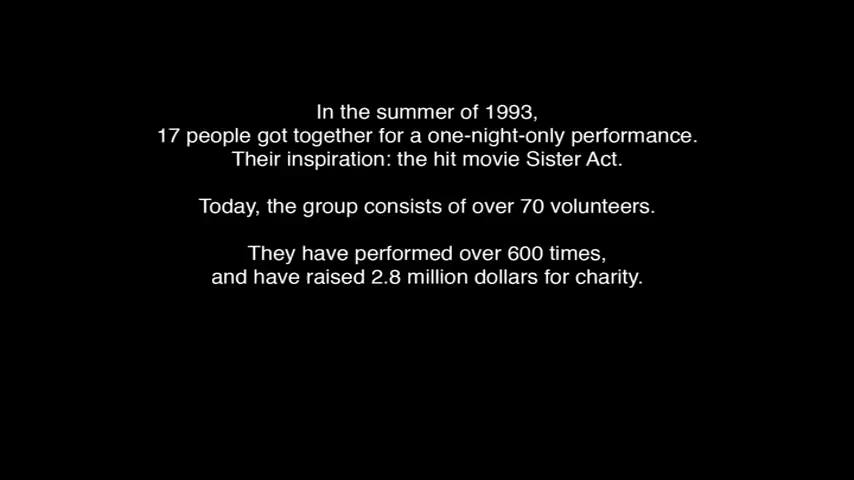 In the summer of 1993,
17 people got together for a one-night-only performance.
Their inspiration: the hit movie Sister Act.
Today, the group consists of over 70 volunteers.
They have performed over 600 times,
and have raised 2.8 million dollars for charity.